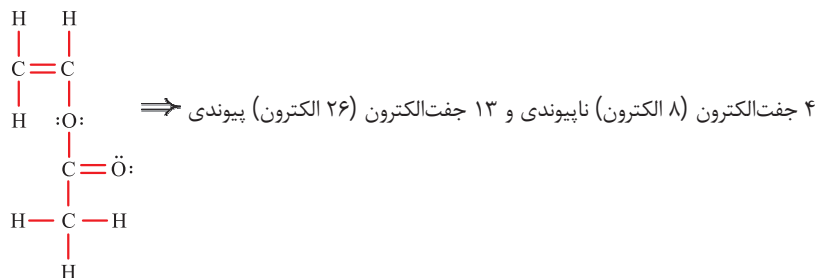 H H
C C
H
:O:
C Ö:
H C H
H
۴ جفت‌الکترون (۸ الکترون) ناپیوندی و ۱۳ جفت‌الکترون (۲۶ الکترون) پیوندی